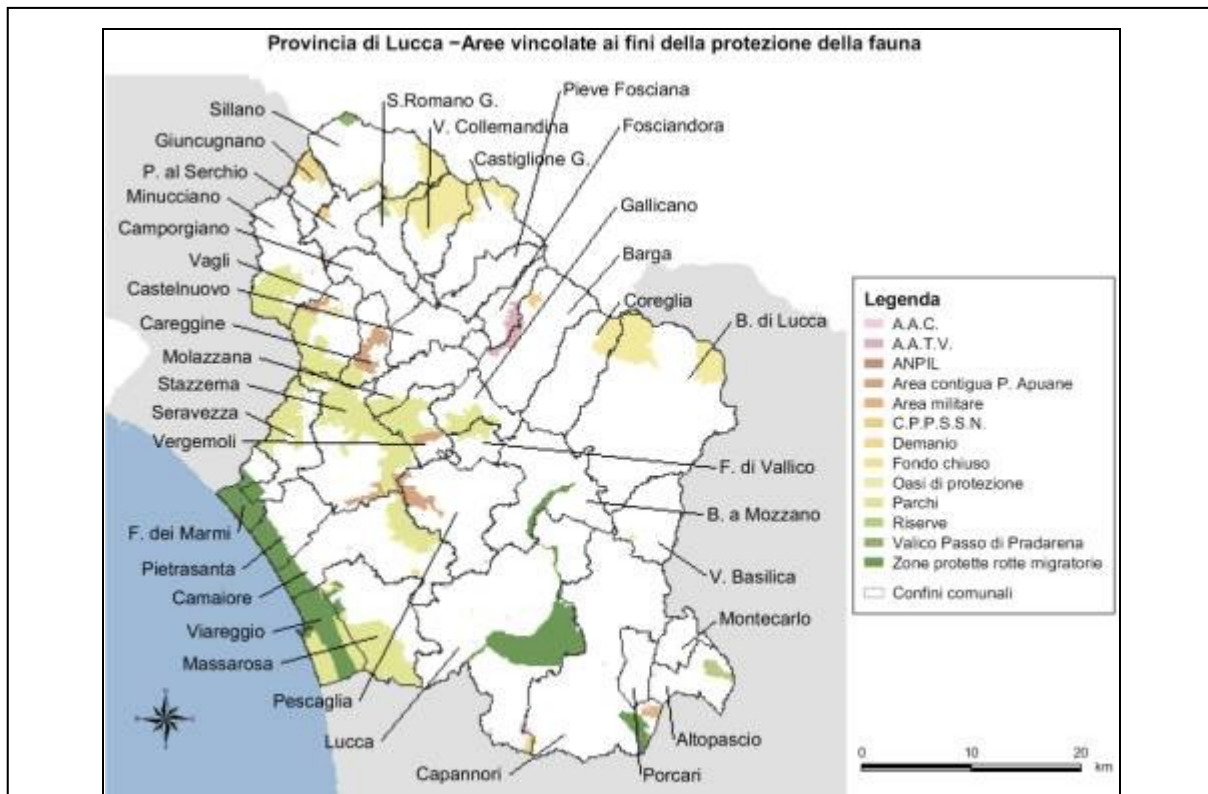 Provincia di Lucca –Aree vincolate ai fini della protezione della fauna
Sillano
S.Romano G.
Pieve Fosciana
Giuncugnano
V. Collemandina
Fosciandora
P. al Serchio
Castiglione G.
Minucciano
Gallicano
Camporgiano
Barga
Vagli
Coreglia
Castelnuovo
B. di Lucca
Careggine
Molazzana
Stazzema
Seravezza
Vergemoli
F. di Vallico
B. a Mozzano
F. dei Marmi
V. Basilica
Pietrasanta
Camaiore
Montecarlo
Viareggio
Massarosa
Pescaglia
Lucca
Altopascio
Capannori
Porcari
Legenda
A.A.C.
A.A.T.V.
ANPIL
Area contigua P. Apuane
Area militare
C.P.P.S.S.N.
Demanio
Fondo chiuso
Oasi di protezione
Parchi
Riserve
Valico Passo di Pradarena
Zone protette rotte migratorie
Confini comunali
0 10 20
km